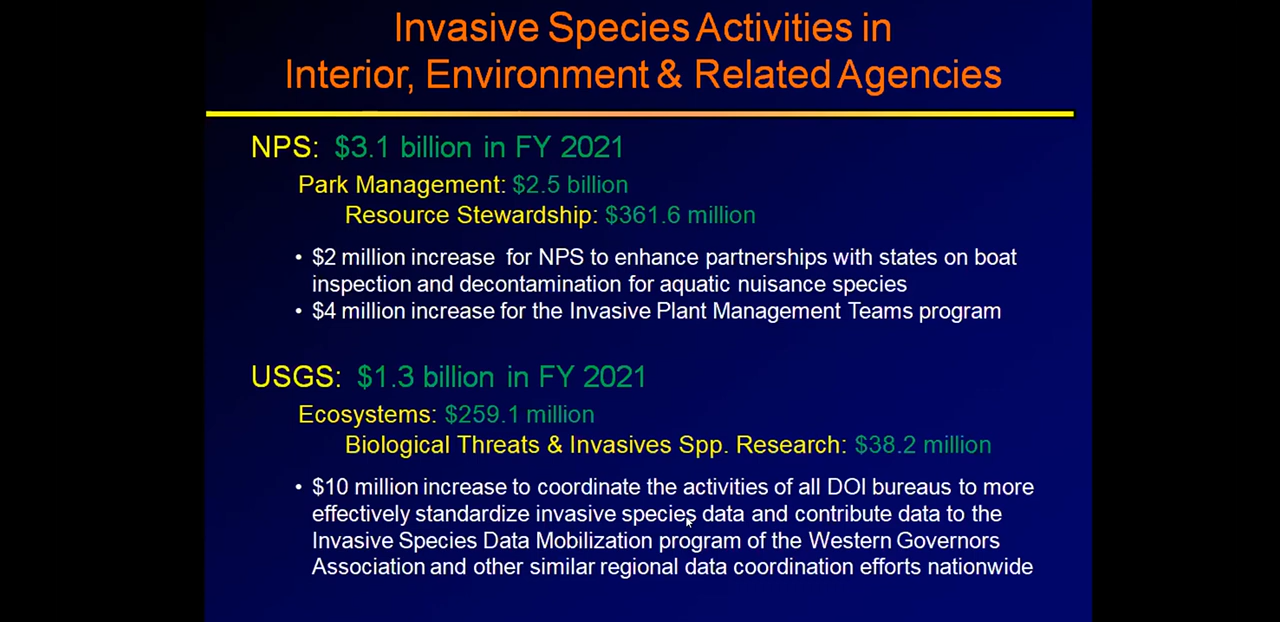 Invasive Species Activities in
Interior, Environment & Related Agencies
NPS: $3.1 billion in FY 2021
Park Management: $2.5 billion
Resource Stewardship: $361.6 million
• $2 million increase for NPS to enhance partnerships with states on boat
inspection and decontamination for aquatic nuisance species
• $4 million increase for the Invasive Plant Management Teams program
USGS: $1.3 billion in FY 2021
Ecosystems: $259.1 million
Biological Threats & Invasives Spp. Research: $38.2 million
• $10 million increase to coordinate the activities of all DOI bureaus to more
effectively standardize invasive species data and contribute data to the
Invasive Species Data Mobilization program of the Western Governors
Association and other similar regional data coordination efforts nationwide